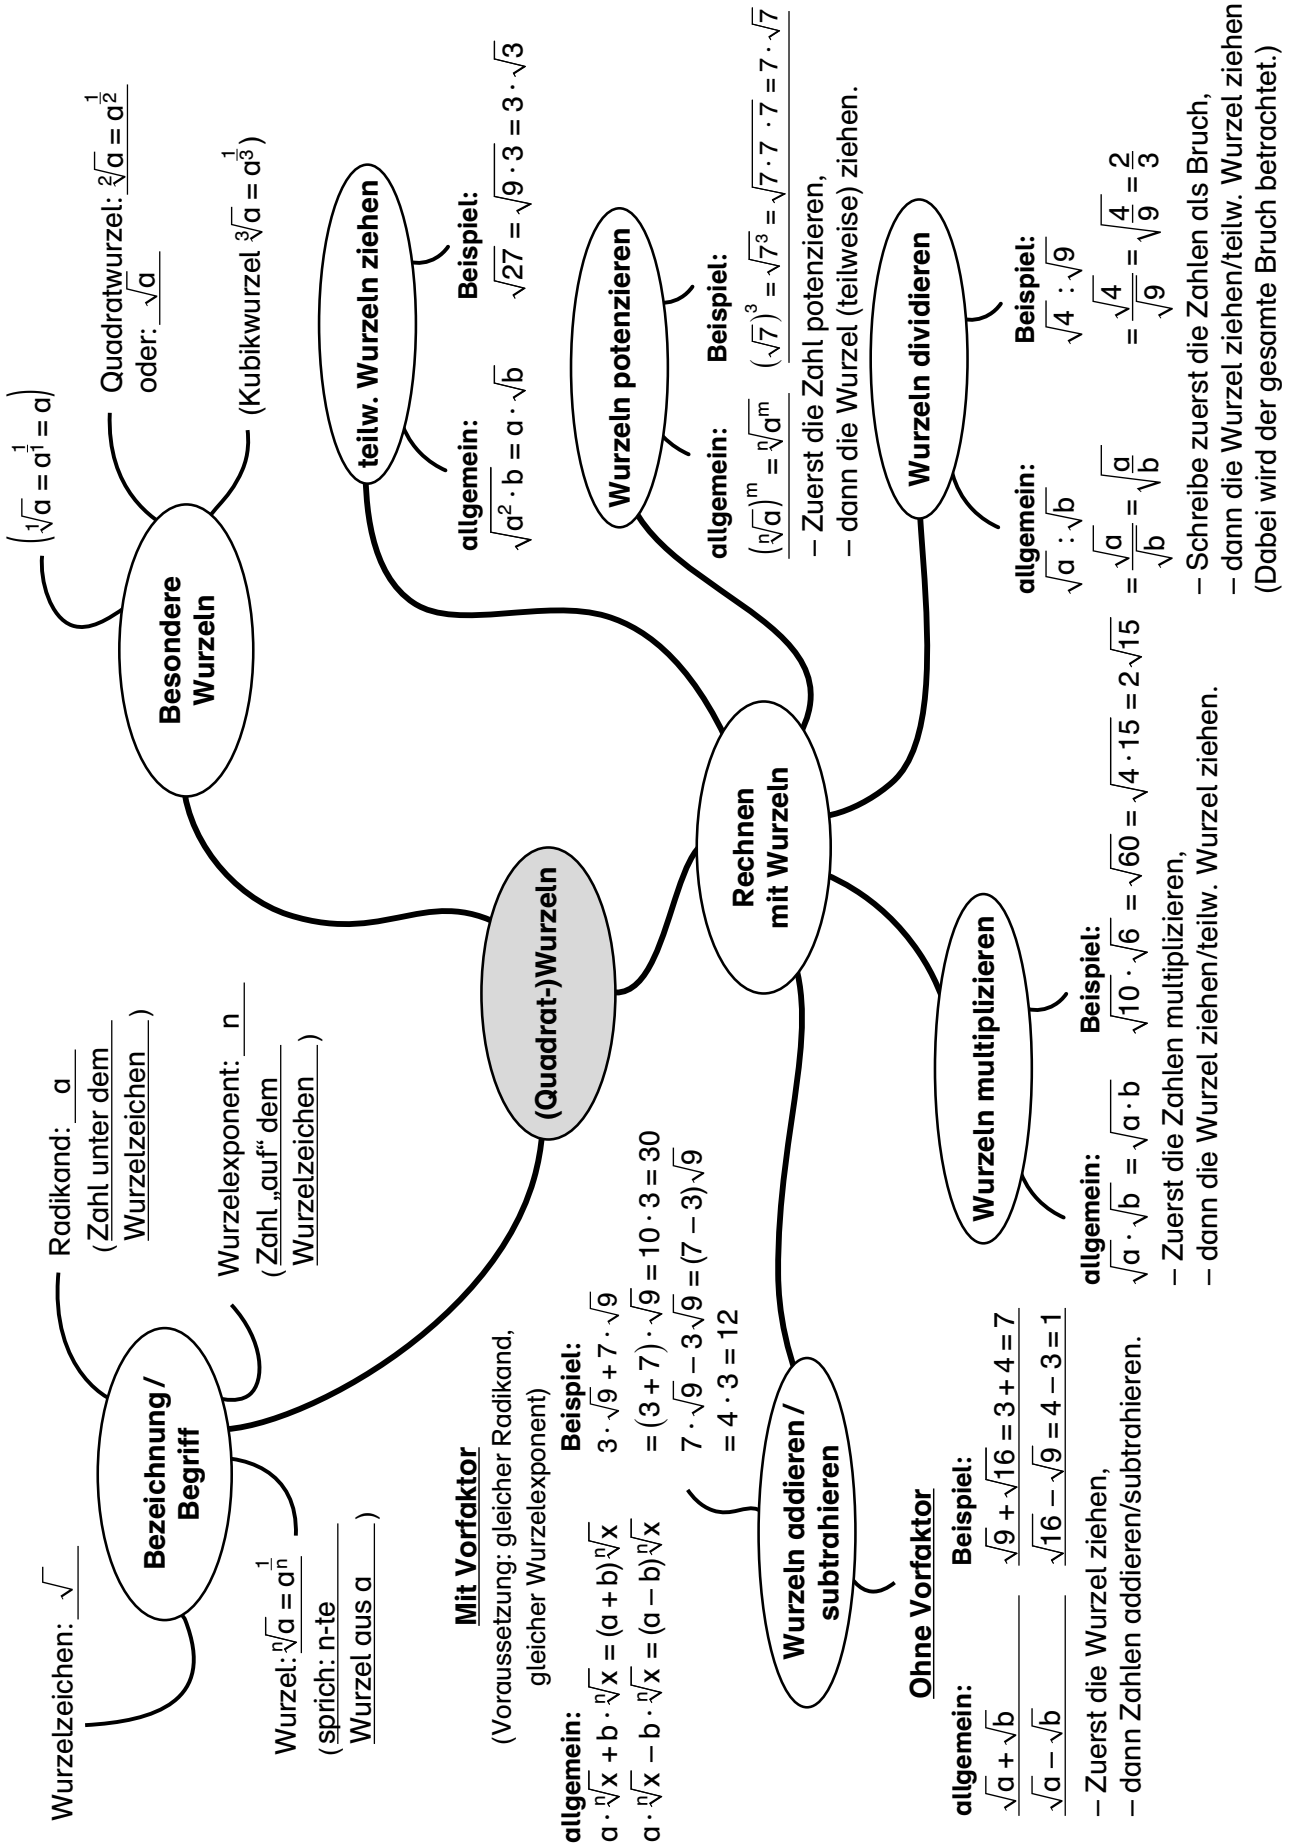 Wurzelzeichen: √
Bezeichnung/
Begriff
Radikand: a
(Zahl unter dem
Wurzelzeichen )
Wurzelexponent: n
(Zahl „auf“ dem
Wurzelzeichen )
Wurzel: ⁿ√a = a^(1/n)
(sprich: n-te
Wurzel aus a )
(Quadrat-)Wurzeln
Besondere
Wurzeln
(¹√a = a^(1/1) = a)
Quadratwurzel: ²√a = a^(1/2)
oder: √a
(Kubikwurzel ³√a = a^(1/3))
Rechnen
mit Wurzeln
teilw. Wurzeln ziehen
allgemein:
√(a² · b) = a · √b
Beispiel:
√27 = √(9 · 3) = 3 · √3
Wurzeln potenzieren
allgemein:
(ⁿ√a)^m = ⁿ√(a^m)
Beispiel:
(√7)³ = √(7³) = √(7 · 7 · 7) = 7 · √7
– Zuerst die Zahl potenzieren,
– dann die Wurzel (teilweise) ziehen.
Wurzeln dividieren
allgemein:
√a : √b
= √a/√b = √(a/b)
Beispiel:
√4 : √9
= √4/√9 = √(4/9) = 2/3
– Schreibe zuerst die Zahlen als Bruch,
– dann die Wurzel ziehen/teilw. Wurzel ziehen
(Dabei wird der gesamte Bruch betrachtet.)
Wurzeln multiplizieren
allgemein:
√a · √b = √(a · b)
Beispiel:
√10 · √6 = √60 = √(4 · 15) = 2√15
– Zuerst die Zahlen multiplizieren,
– dann die Wurzel ziehen/teilw. Wurzel ziehen.
Wurzeln addieren/
subtrahieren
Mit Vorfaktor
(Voraussetzung: gleicher Radikand,
gleicher Wurzelexponent)
allgemein:
a · ⁿ√x + b · ⁿ√x = (a + b)ⁿ√x
a · ⁿ√x – b · ⁿ√x = (a – b)ⁿ√x
Beispiel:
3 · √9 + 7 · √9
= (3 + 7) · √9 = 10 · 3 = 30
7 · √9 – 3√9 = (7 – 3)√9
= 4 · 3 = 12
Ohne Vorfaktor
allgemein:
√a + √b
√a – √b
Beispiel:
√9 + √16 = 3 + 4 = 7
√16 – √9 = 4 – 3 = 1
– Zuerst die Wurzel ziehen,
– dann Zahlen addieren/subtrahieren.